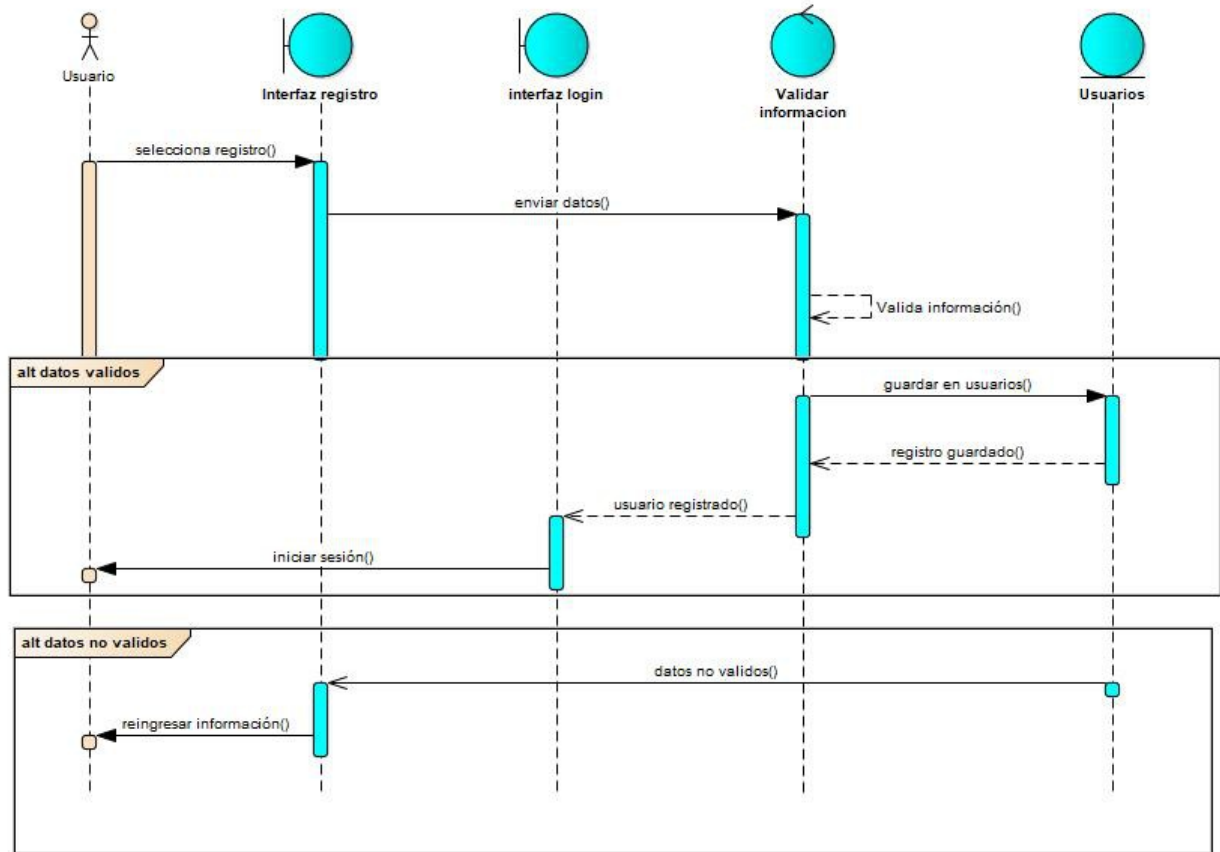 Usuario
Interfaz registro
interfaz login
Validar
informacion
Usuarios
selecciona registro()
enviar datos()
Valida información()
alt datos validos
guardar en usuarios()
registro guardado()
usuario registrado()
iniciar sesión()
alt datos no validos
datos no validos()
reingresar información()